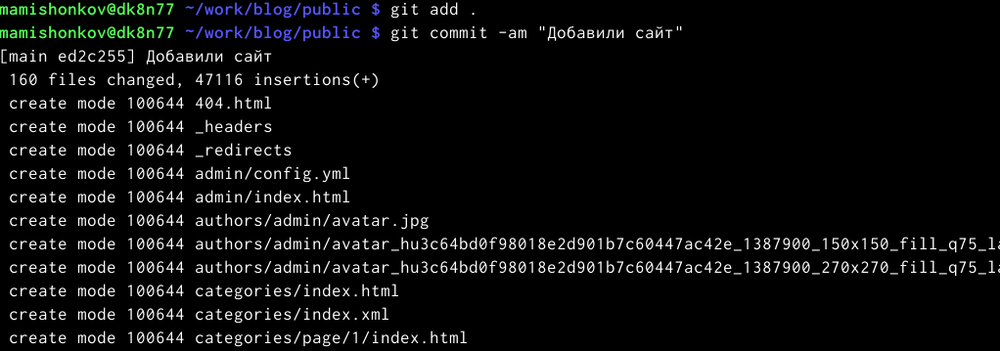 mamishonkov@dk8n77 ~/work/blog/public $ git add .
mamishonkov@dk8n77 ~/work/blog/public $ git commit -am "Добавили сайт"
[main ed2c255] Добавили сайт
 160 files changed, 47116 insertions(+)
 create mode 100644 404.html
 create mode 100644 _headers
 create mode 100644 _redirects
 create mode 100644 admin/config.yml
 create mode 100644 admin/index.html
 create mode 100644 authors/admin/avatar.jpg
 create mode 100644 authors/admin/avatar_hu3c64bd0f98018e2d901b7c60447ac42e_1387900_150x150_fill_q75_la
 create mode 100644 authors/admin/avatar_hu3c64bd0f98018e2d901b7c60447ac42e_1387900_270x270_fill_q75_la
 create mode 100644 categories/index.html
 create mode 100644 categories/index.xml
 create mode 100644 categories/page/1/index.html